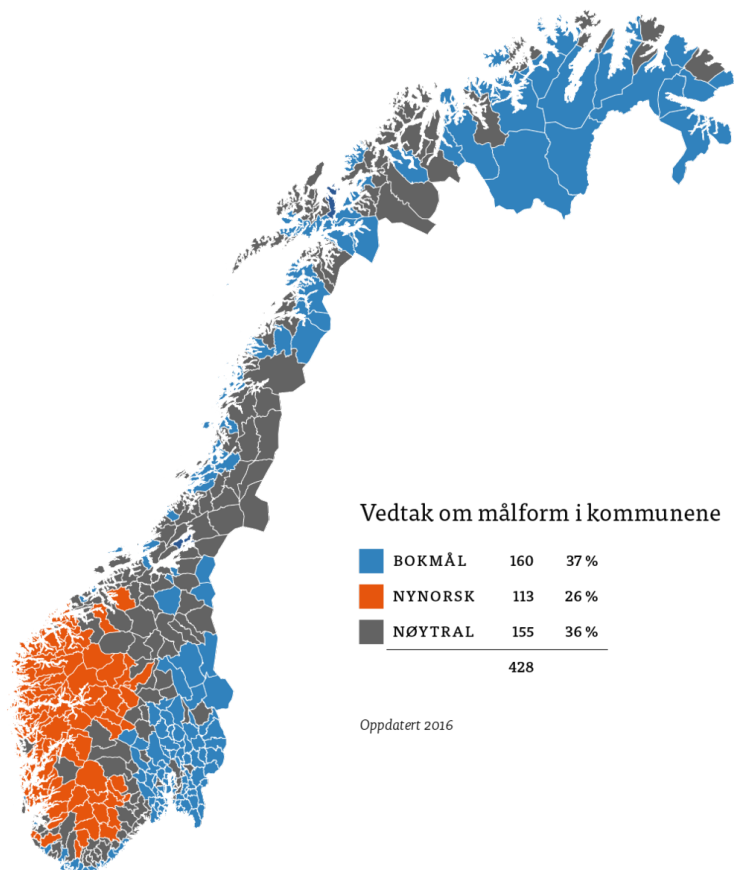 Vedtak om målform i kommunene
BOKMÅL 160 37 %
NYNORSK 113 26 %
NØYTRAL 155 36 %
428
Oppdatert 2016